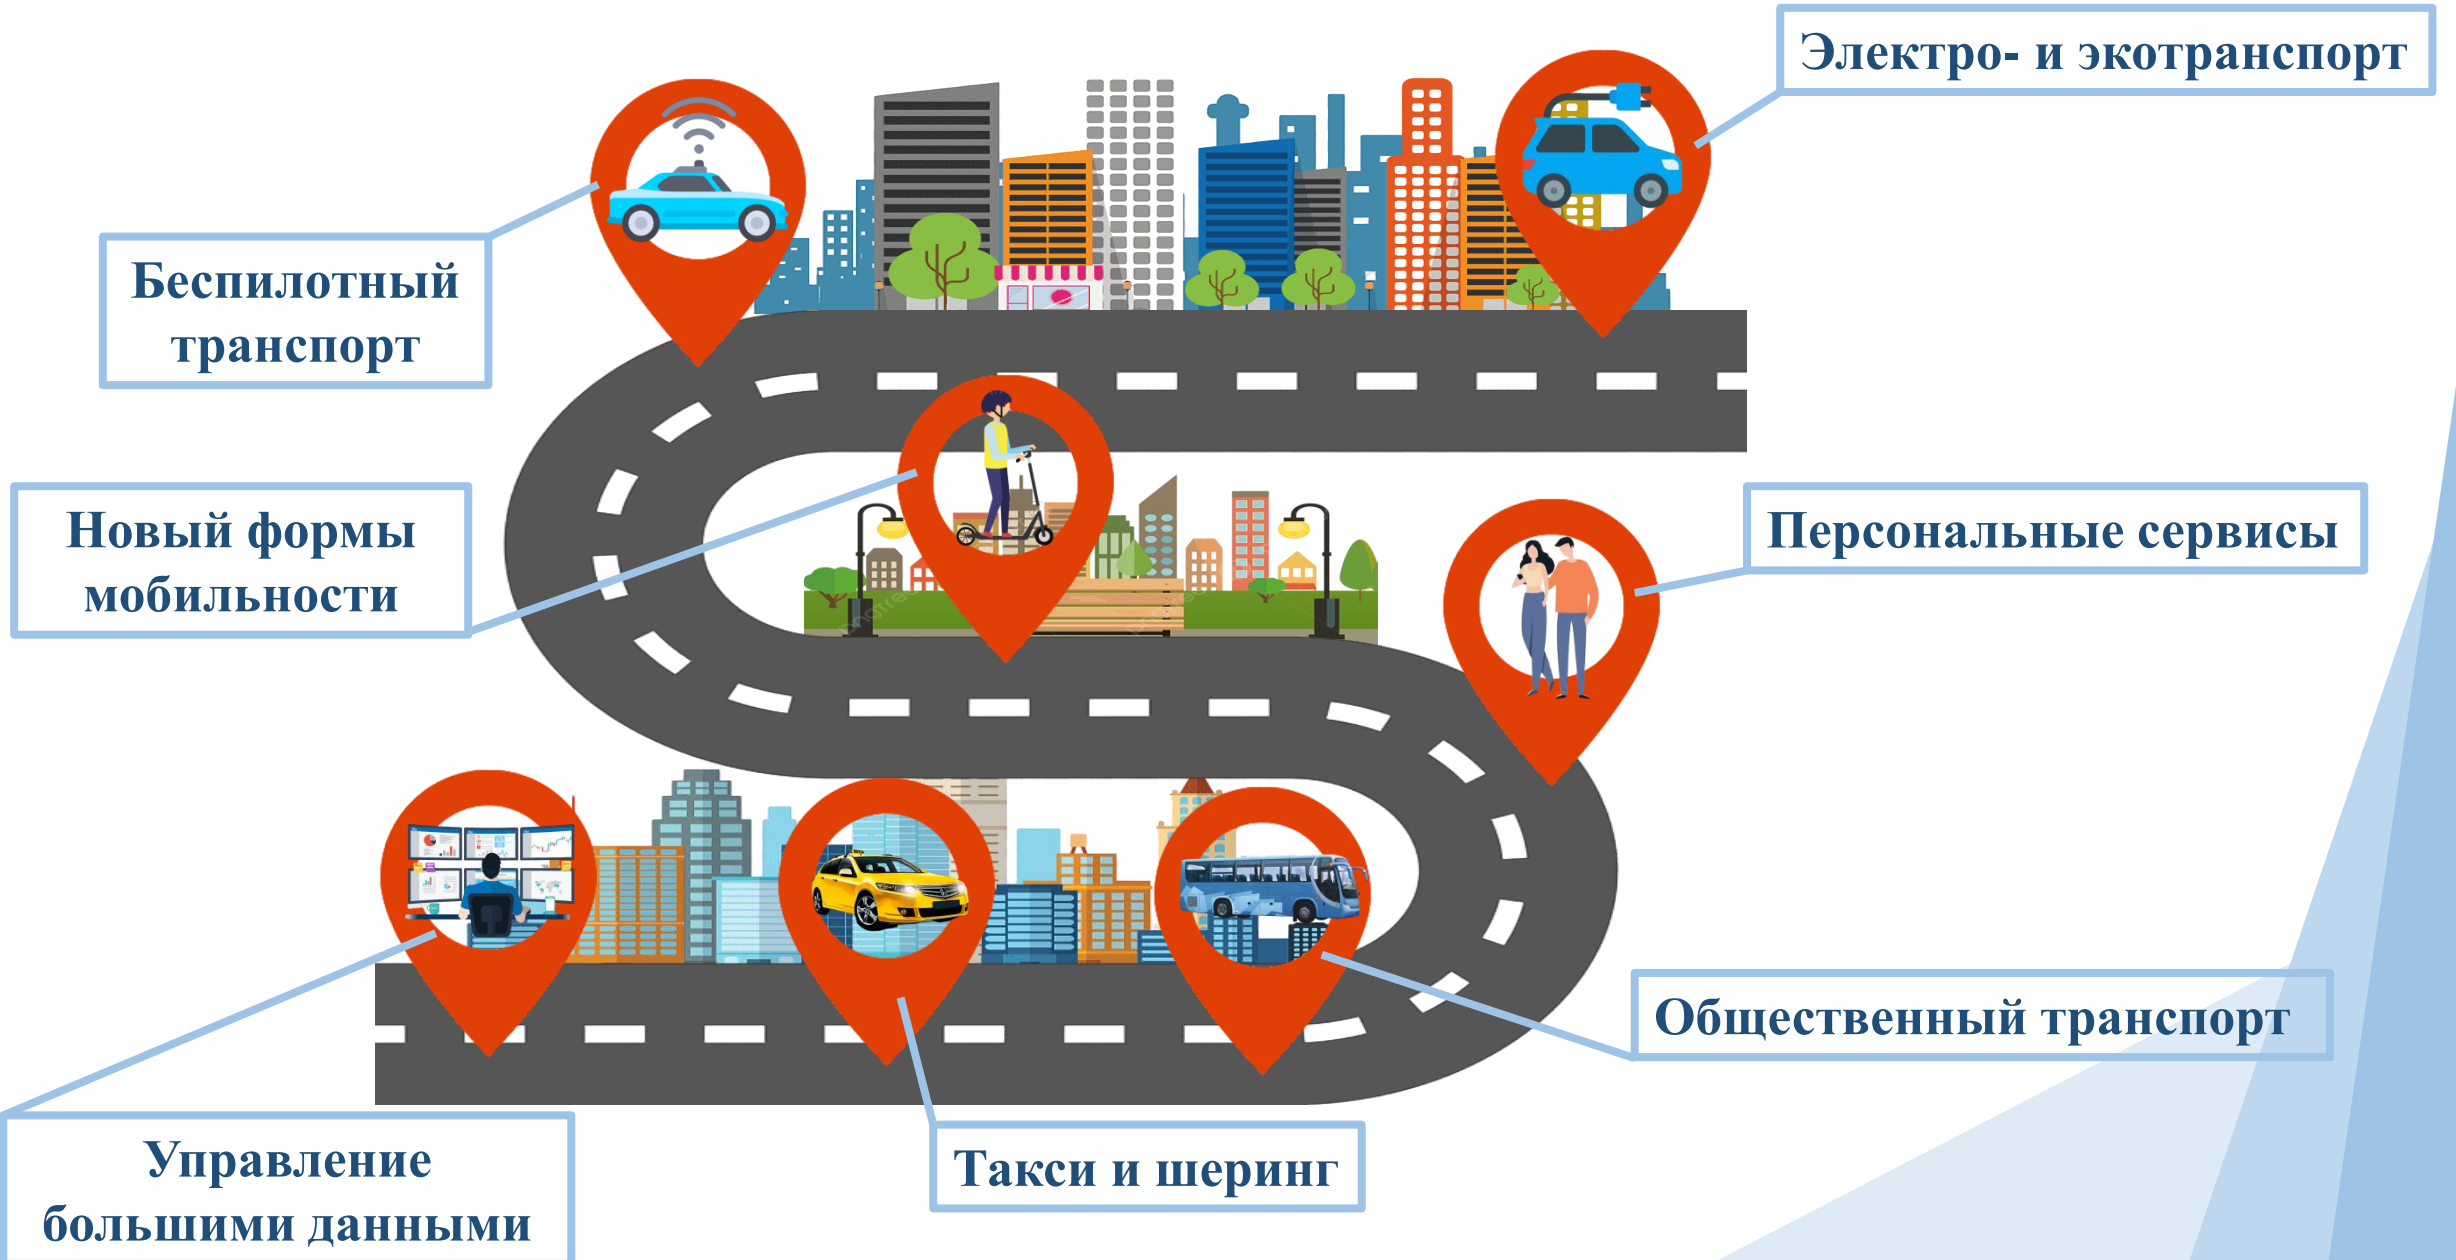 Электро- и экотранспорт
Беспилотный
транспорт
Новый формы
мобильности
Персональные сервисы
Общественный транспорт
Управление
большими данными
Такси и шеринг